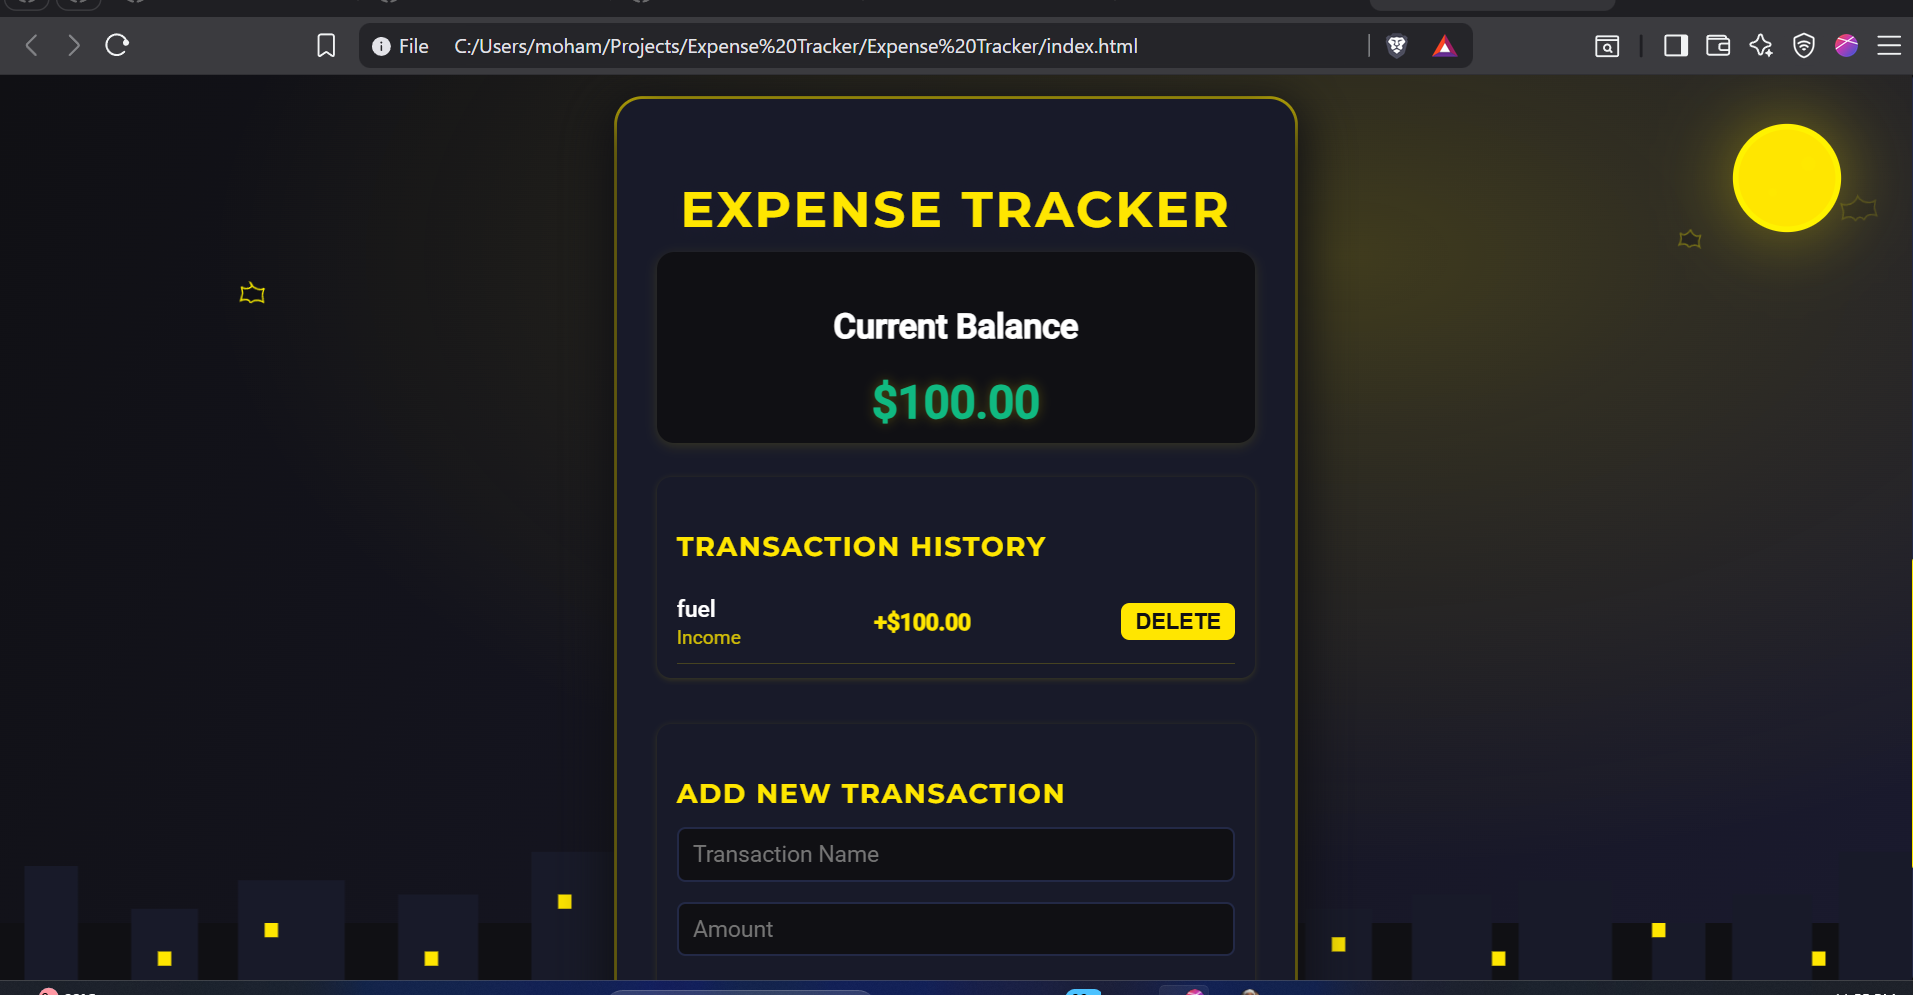 File C:/Users/moham/Projects/Expense%20Tracker/Expense%20Tracker/index.html
EXPENSE TRACKER
Current Balance
$100.00
TRANSACTION HISTORY
fuel
Income
+$100.00
DELETE
ADD NEW TRANSACTION
Transaction Name
Amount